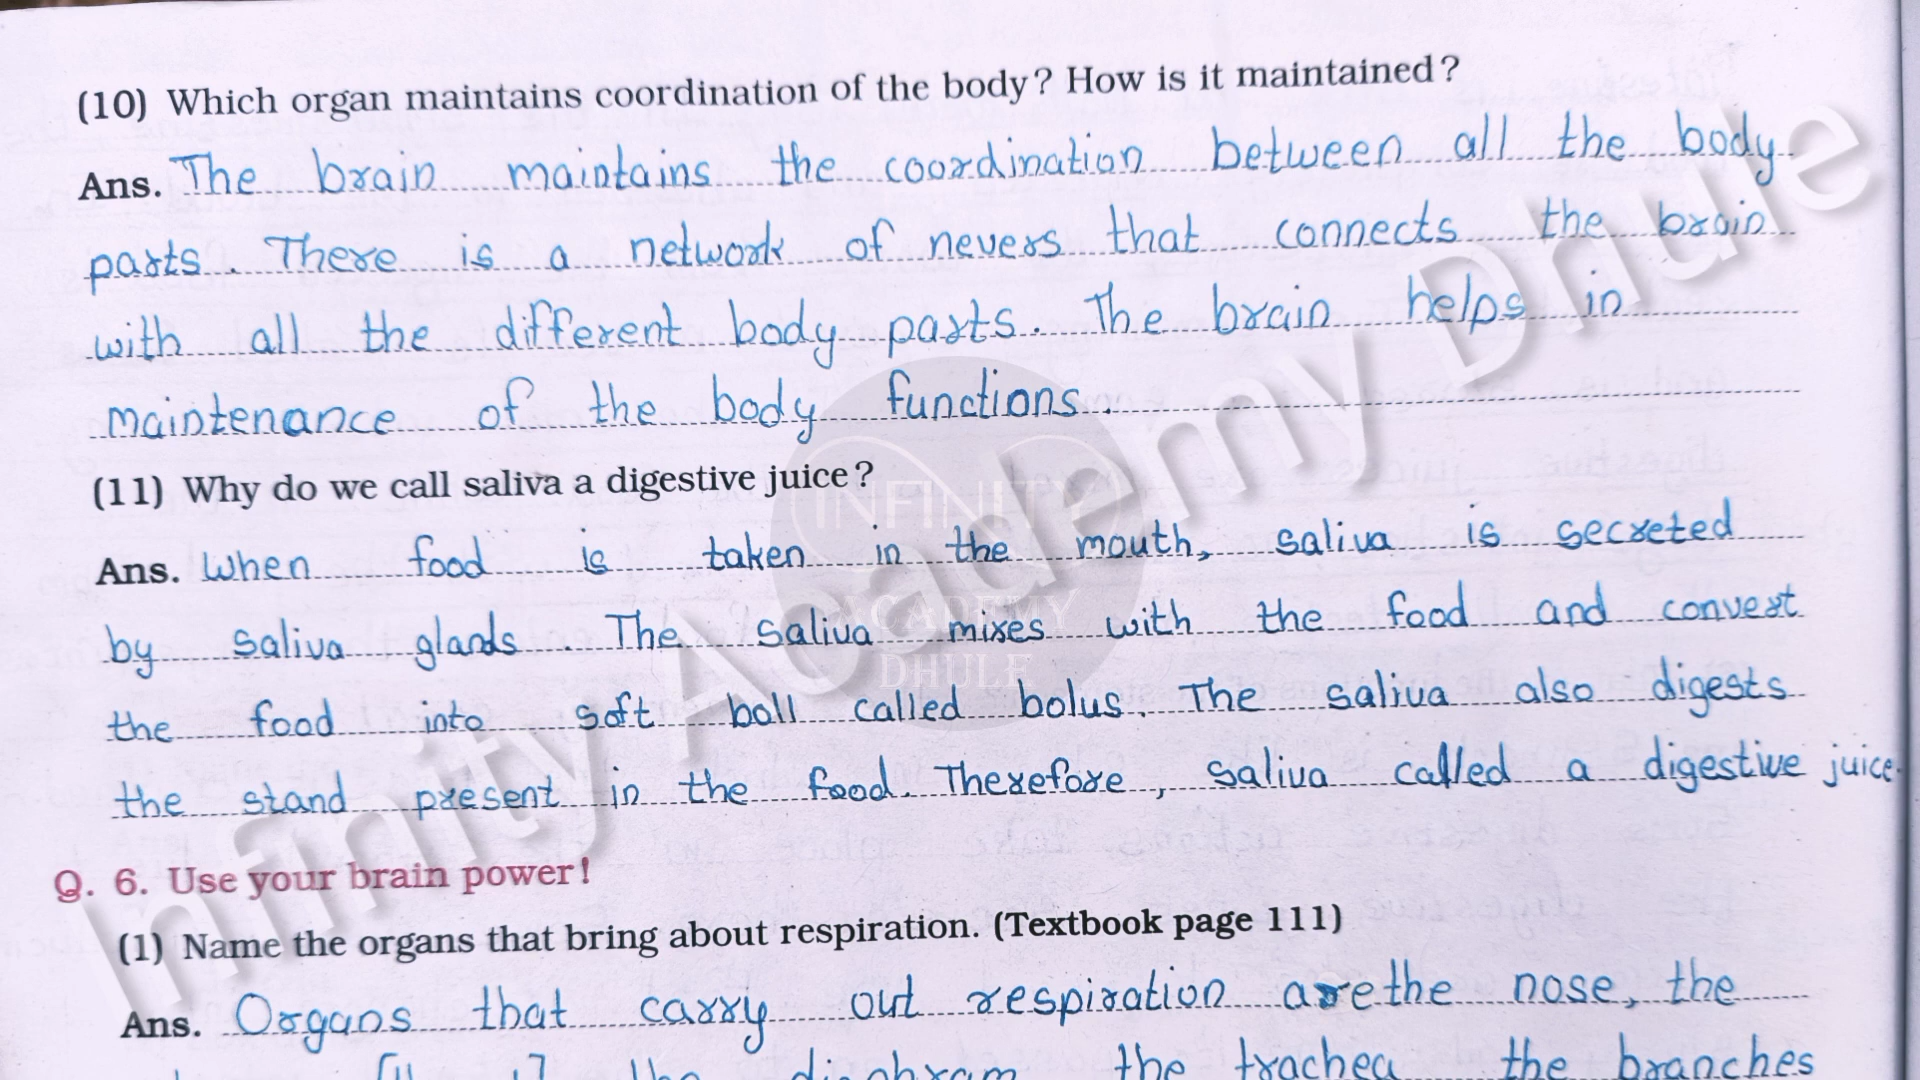 (10) Which organ maintains coordination of the body? How is it maintained?
Ans. The brain maintains the coordination between all the body
parts. There is a network of nevers that connects the brain
with all the different body parts. The brain helps in
maintenance of the body functions.
(11) Why do we call saliva a digestive juice?
Ans. When food is taken in the mouth, saliva is secreted
by saliva glands. The saliva mixes with the food and convert
the food into soft ball called bolus. The saliva also digests
the stand present in the food. Therefore, saliva called a digestive juice.
Q. 6. Use your brain power!
(1) Name the organs that bring about respiration. (Textbook page 111)
Ans. Organs that carry out respiration are the nose, the
the trachea the branches
INFINITY
ACADEMY
DHULE
Infinity Academy Dhule